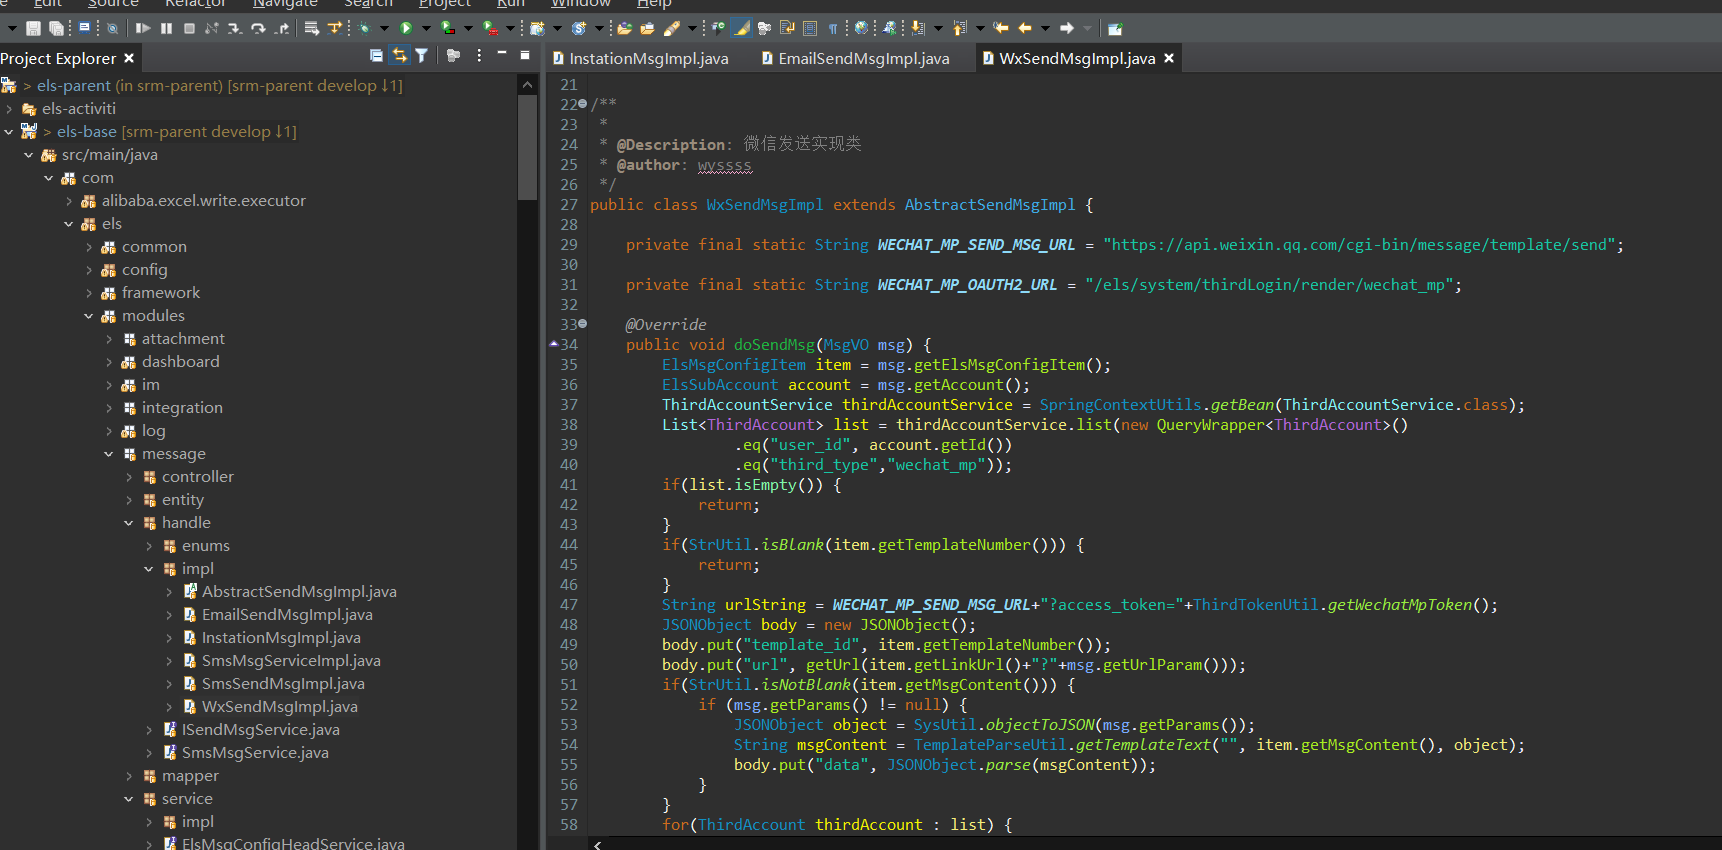 Edit Source Refactor Navigate Search Project Run Window Help
Project Explorer
InstationMsgImpl.java
EmailSendMsgImpl.java
WxSendMsgImpl.java
> els-parent (in srm-parent) [srm-parent develop ↓1]
els-activiti
> els-base [srm-parent develop ↓1]
src/main/java
com
alibaba.excel.write.executor
els
common
config
framework
modules
attachment
dashboard
im
integration
log
message
controller
entity
handle
enums
impl
AbstractSendMsgImpl.java
EmailSendMsgImpl.java
InstationMsgImpl.java
SmsMsgServiceImpl.java
SmsSendMsgImpl.java
WxSendMsgImpl.java
ISendMsgService.java
SmsMsgService.java
mapper
service
impl
ElsMsgConfigHeadService.java
21
22 /**
23 *
24 * @Description: 微信发送实现类
25 * @author: wyssss
26 */
27 public class WxSendMsgImpl extends AbstractSendMsgImpl {
28
29 private final static String WECHAT_MP_SEND_MSG_URL = "https://api.weixin.qq.com/cgi-bin/message/template/send";
30
31 private final static String WECHAT_MP_OAUTH2_URL = "/els/system/thirdLogin/render/wechat_mp";
32
33 @Override
34 public void doSendMsg(MsgVO msg) {
35 ElsMsgConfigItem item = msg.getElsMsgConfigItem();
36 ElsSubAccount account = msg.getAccount();
37 ThirdAccountService thirdAccountService = SpringContextUtils.getBean(ThirdAccountService.class);
38 List<ThirdAccount> list = thirdAccountService.list(new QueryWrapper<ThirdAccount>()
39 .eq("user_id", account.getId())
40 .eq("third_type","wechat_mp"));
41 if(list.isEmpty()) {
42 return;
43 }
44 if(StrUtil.isBlank(item.getTemplateNumber())) {
45 return;
46 }
47 String urlString = WECHAT_MP_SEND_MSG_URL+"?access_token="+ThirdTokenUtil.getWechatMpToken();
48 JSONObject body = new JSONObject();
49 body.put("template_id", item.getTemplateNumber());
50 body.put("url", getUrl(item.getLinkUrl()+"?"+msg.getUrlParam()));
51 if(StrUtil.isNotBlank(item.getMsgContent())) {
52 if (msg.getParams() != null) {
53 JSONObject object = SysUtil.objectToJSON(msg.getParams());
54 String msgContent = TemplateParseUtil.getTemplateText("", item.getMsgContent(), object);
55 body.put("data", JSONObject.parse(msgContent));
56 }
57 }
58 for(ThirdAccount thirdAccount : list) {